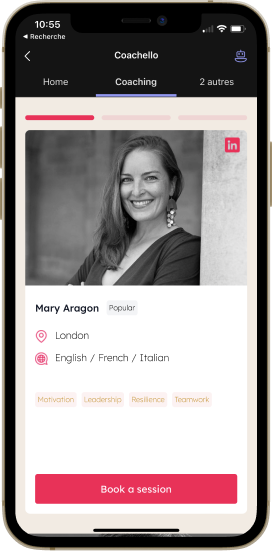 10:55
◀ Recherche
Coachello
Home Coaching 2 autres
in
Mary Aragon Popular
London
English / French / Italian
Motivation Leadership Resilience Teamwork
Book a session